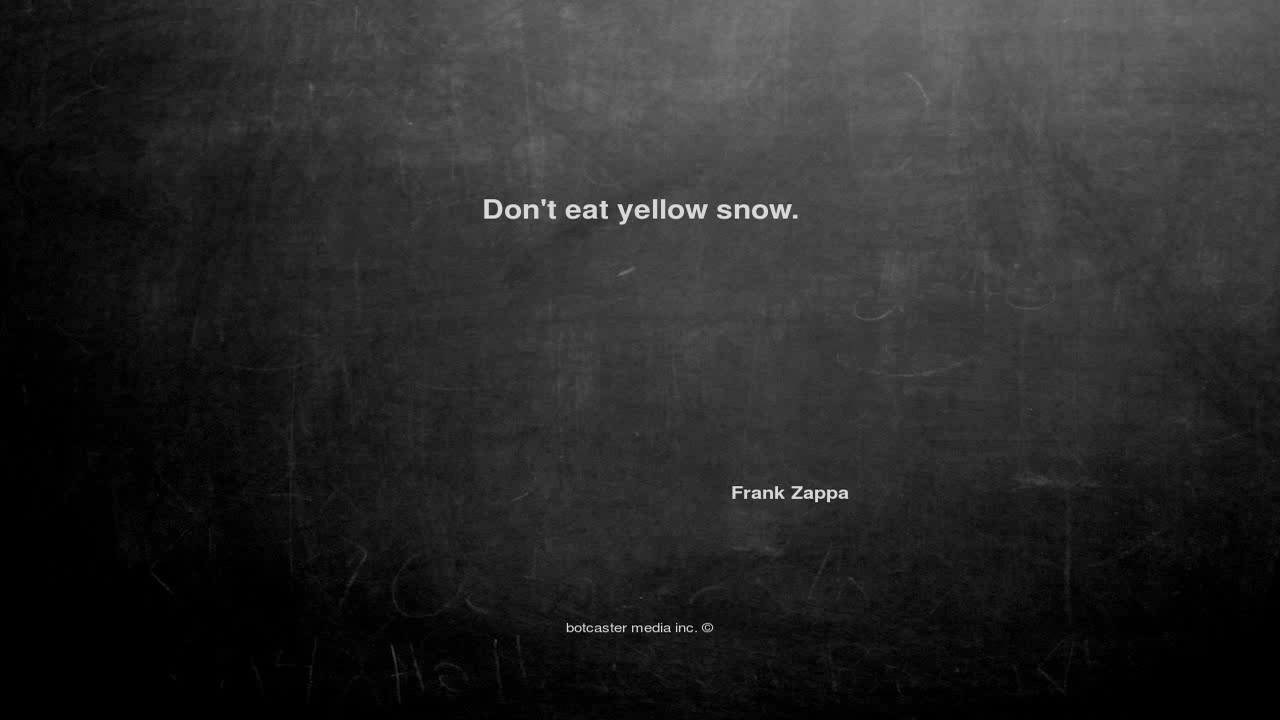 Don't eat yellow snow.
Frank Zappa
botcaster media inc. ©